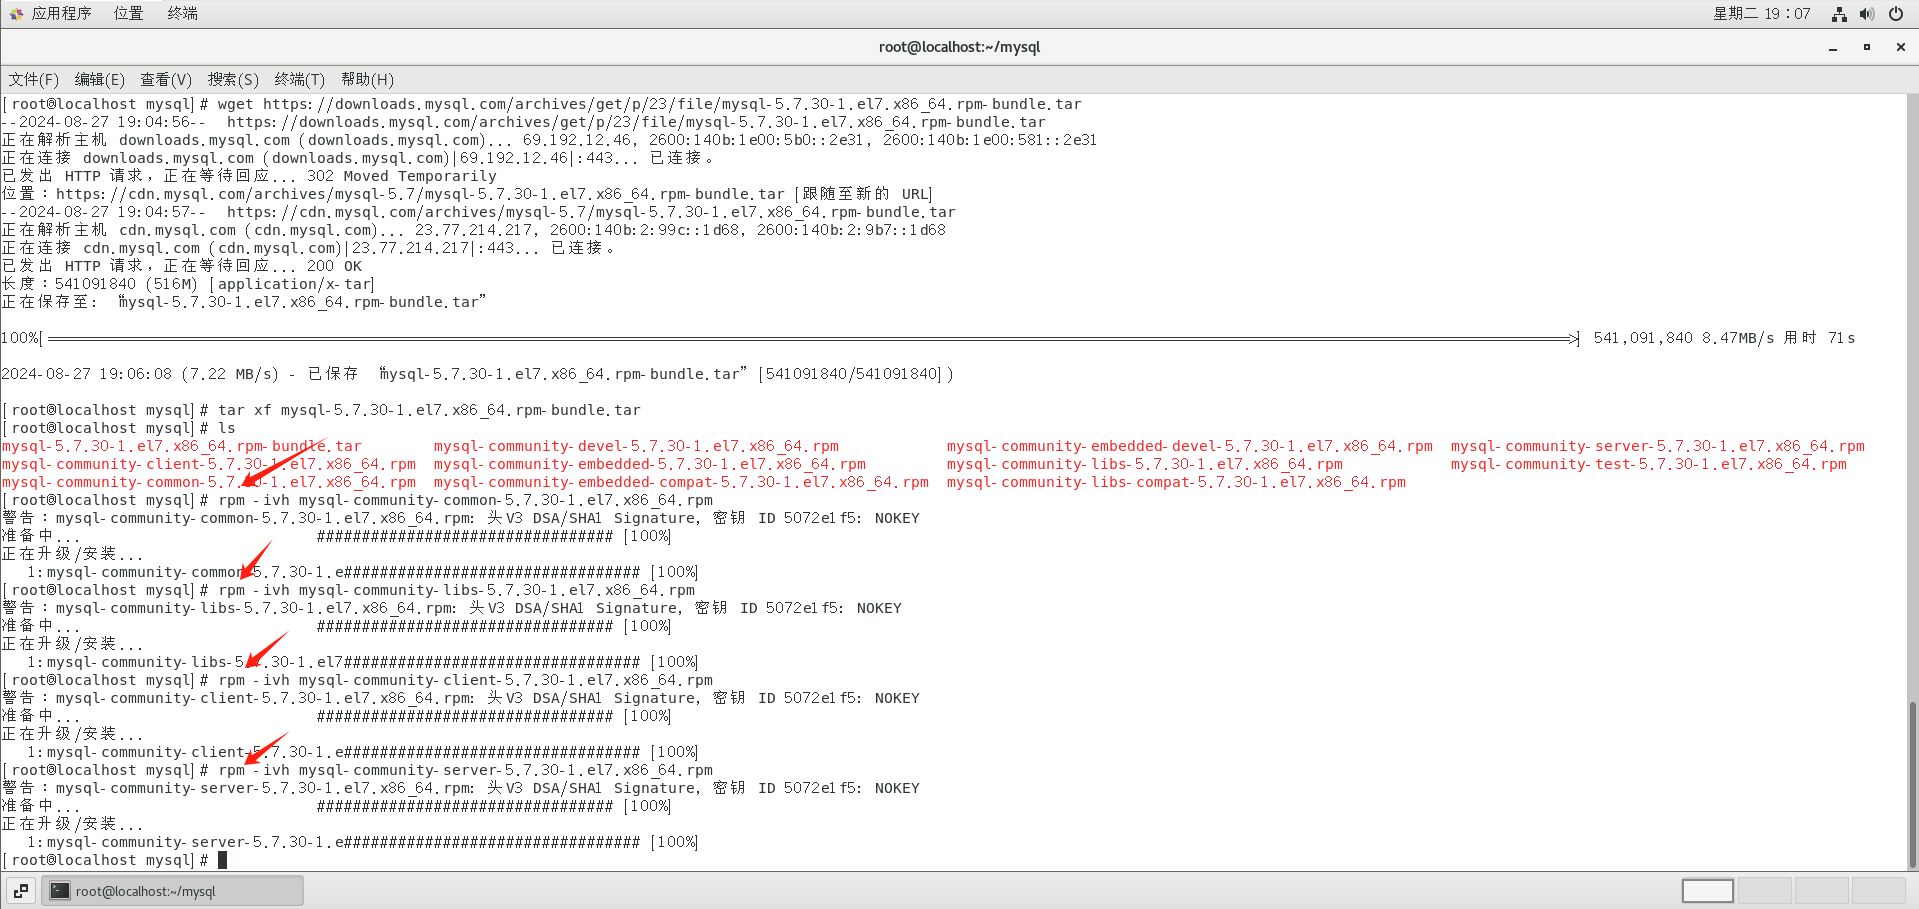 应用程序 位置 终端 星期二 19：07
root@localhost:~/mysql
文件(F) 编辑(E) 查看(V) 搜索(S) 终端(T) 帮助(H)
[root@localhost mysql]# wget https://downloads.mysql.com/archives/get/p/23/file/mysql-5.7.30-1.el7.x86_64.rpm-bundle.tar
--2024-08-27 19:04:56--  https://downloads.mysql.com/archives/get/p/23/file/mysql-5.7.30-1.el7.x86_64.rpm-bundle.tar
正在解析主机 downloads.mysql.com (downloads.mysql.com)... 69.192.12.46, 2600:140b:1e00:5b0::2e31, 2600:140b:1e00:581::2e31
正在连接 downloads.mysql.com (downloads.mysql.com)|69.192.12.46|:443... 已连接。
已发出 HTTP 请求，正在等待回应... 302 Moved Temporarily
位置：https://cdn.mysql.com/archives/mysql-5.7/mysql-5.7.30-1.el7.x86_64.rpm-bundle.tar [跟随至新的 URL]
--2024-08-27 19:04:57--  https://cdn.mysql.com/archives/mysql-5.7/mysql-5.7.30-1.el7.x86_64.rpm-bundle.tar
正在解析主机 cdn.mysql.com (cdn.mysql.com)... 23.77.214.217, 2600:140b:2:99c::1d68, 2600:140b:2:9b7::1d68
正在连接 cdn.mysql.com (cdn.mysql.com)|23.77.214.217|:443... 已连接。
已发出 HTTP 请求，正在等待回应... 200 OK
长度：541091840 (516M) [application/x-tar]
正在保存至: “mysql-5.7.30-1.el7.x86_64.rpm-bundle.tar”
100%[======================================>] 541,091,840 8.47MB/s 用时 71s
2024-08-27 19:06:08 (7.22 MB/s) - 已保存 “mysql-5.7.30-1.el7.x86_64.rpm-bundle.tar” [541091840/541091840])
[root@localhost mysql]# tar xf mysql-5.7.30-1.el7.x86_64.rpm-bundle.tar
[root@localhost mysql]# ls
mysql-5.7.30-1.el7.x86_64.rpm-bundle.tar mysql-community-devel-5.7.30-1.el7.x86_64.rpm mysql-community-embedded-devel-5.7.30-1.el7.x86_64.rpm mysql-community-server-5.7.30-1.el7.x86_64.rpm
mysql-community-client-5.7.30-1.el7.x86_64.rpm mysql-community-embedded-5.7.30-1.el7.x86_64.rpm mysql-community-libs-5.7.30-1.el7.x86_64.rpm mysql-community-test-5.7.30-1.el7.x86_64.rpm
mysql-community-common-5.7.30-1.el7.x86_64.rpm mysql-community-embedded-compat-5.7.30-1.el7.x86_64.rpm mysql-community-libs-compat-5.7.30-1.el7.x86_64.rpm
[root@localhost mysql]# rpm -ivh mysql-community-common-5.7.30-1.el7.x86_64.rpm
警告：mysql-community-common-5.7.30-1.el7.x86_64.rpm: 头V3 DSA/SHA1 Signature, 密钥 ID 5072e1f5: NOKEY
准备中... ################################# [100%]
正在升级/安装...
1:mysql-community-common-5.7.30-1.e################################# [100%]
[root@localhost mysql]# rpm -ivh mysql-community-libs-5.7.30-1.el7.x86_64.rpm
警告：mysql-community-libs-5.7.30-1.el7.x86_64.rpm: 头V3 DSA/SHA1 Signature, 密钥 ID 5072e1f5: NOKEY
准备中... ################################# [100%]
正在升级/安装...
1:mysql-community-libs-5.7.30-1.el7################################# [100%]
[root@localhost mysql]# rpm -ivh mysql-community-client-5.7.30-1.el7.x86_64.rpm
警告：mysql-community-client-5.7.30-1.el7.x86_64.rpm: 头V3 DSA/SHA1 Signature, 密钥 ID 5072e1f5: NOKEY
准备中... ################################# [100%]
正在升级/安装...
1:mysql-community-client-5.7.30-1.e################################# [100%]
[root@localhost mysql]# rpm -ivh mysql-community-server-5.7.30-1.el7.x86_64.rpm
警告：mysql-community-server-5.7.30-1.el7.x86_64.rpm: 头V3 DSA/SHA1 Signature, 密钥 ID 5072e1f5: NOKEY
准备中... ################################# [100%]
正在升级/安装...
1:mysql-community-server-5.7.30-1.e################################# [100%]
[root@localhost mysql]#
root@localhost:~/mysql